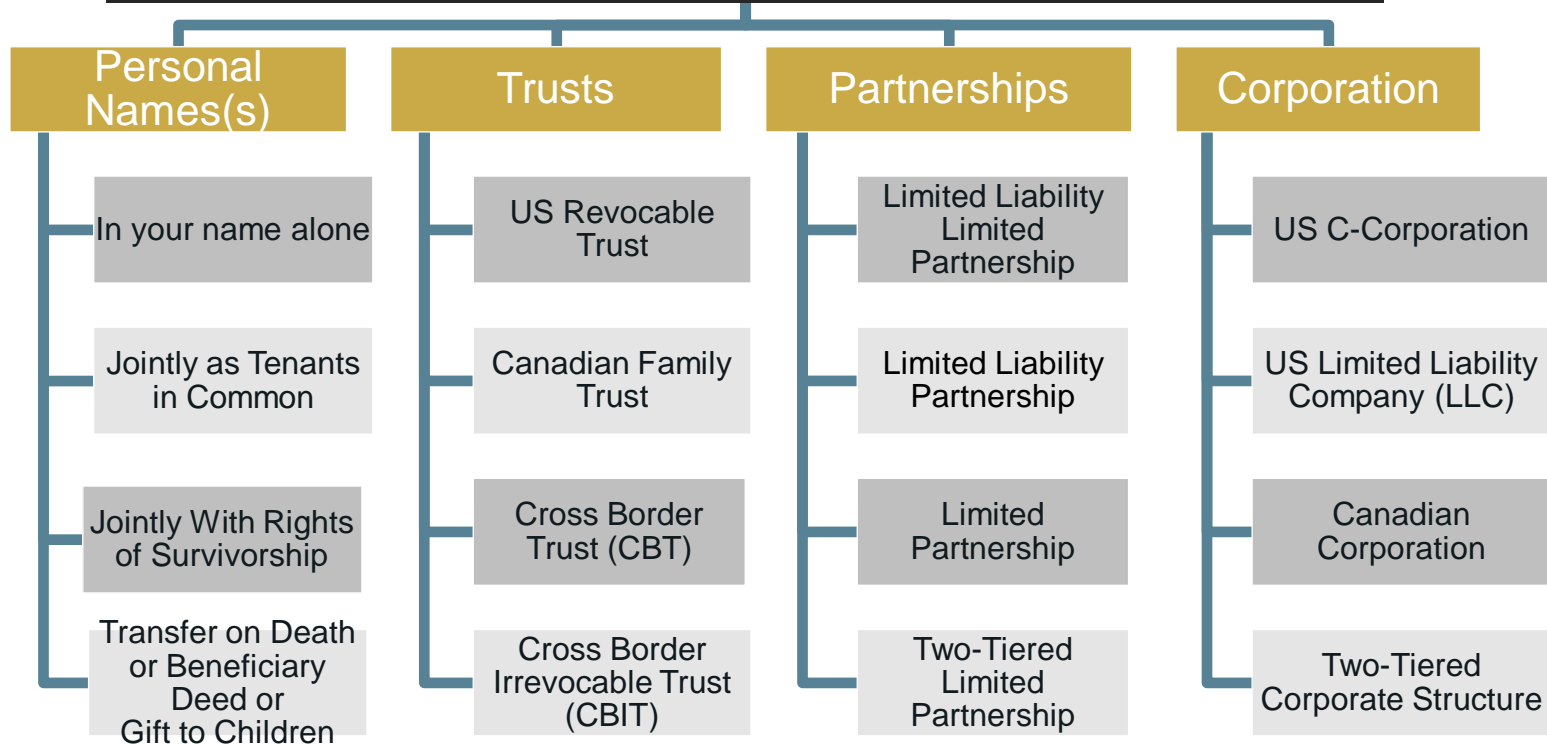 Personal
Names(s)
In your name alone
Jointly as Tenants
in Common
Jointly With Rights
of Survivorship
Transfer on Death
or Beneficiary
Deed or
Gift to Children
Trusts
US Revocable
Trust
Canadian Family
Trust
Cross Border
Trust (CBT)
Cross Border
Irrevocable Trust
(CBIT)
Partnerships
Limited Liability
Limited
Partnership
Limited Liability
Partnership
Limited
Partnership
Two-Tiered
Limited
Partnership
Corporation
US C-Corporation
US Limited Liability
Company (LLC)
Canadian
Corporation
Two-Tiered
Corporate Structure